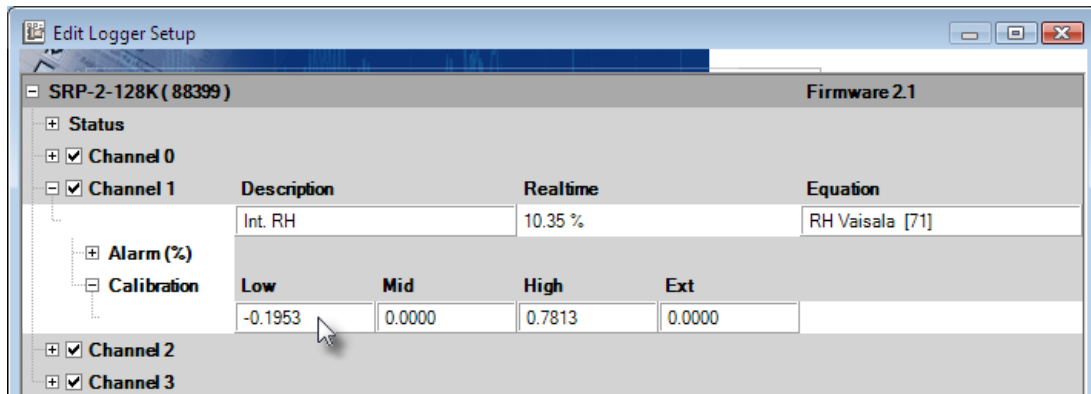 Edit Logger Setup
SRP-2-128K ( 88399 ) Firmware 2.1
Status
Channel 0
Channel 1 Description Realtime Equation
Int. RH 10.35 % RH Vaisala [71]
Alarm (%)
Calibration Low Mid High Ext
-0.1953 0.0000 0.7813 0.0000
Channel 2
Channel 3